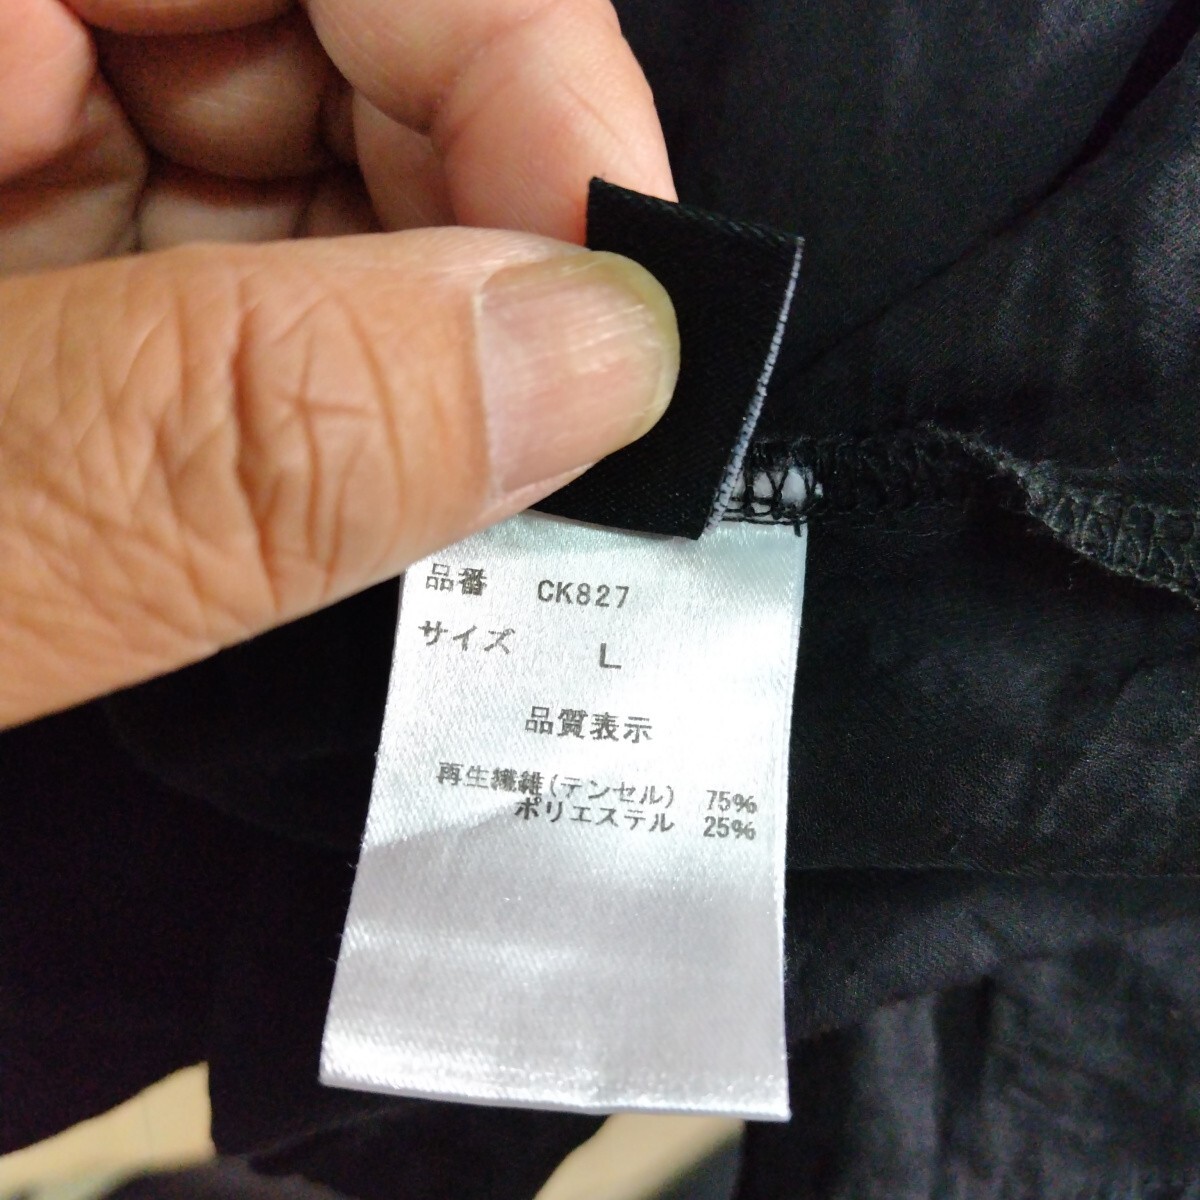 品番 CK827
サイズ L
品質表示
再生繊維(テンセル) 75%
ポリエステル 25%